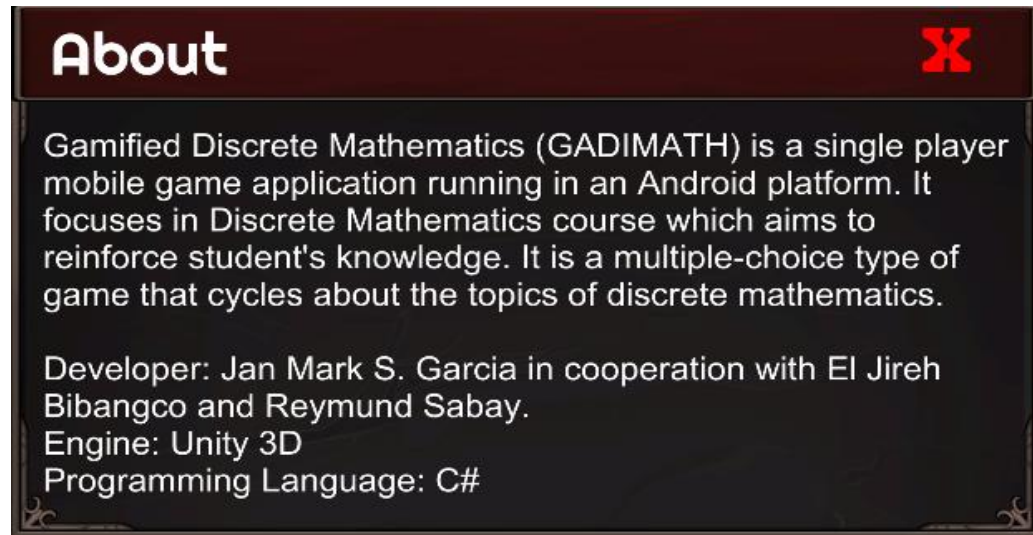 About
X
Gamified Discrete Mathematics (GADIMATH) is a single player
mobile game application running in an Android platform. It
focuses in Discrete Mathematics course which aims to
reinforce student's knowledge. It is a multiple-choice type of
game that cycles about the topics of discrete mathematics.
Developer: Jan Mark S. Garcia in cooperation with El Jireh
Bibangco and Reymund Sabay.
Engine: Unity 3D
Programming Language: C#